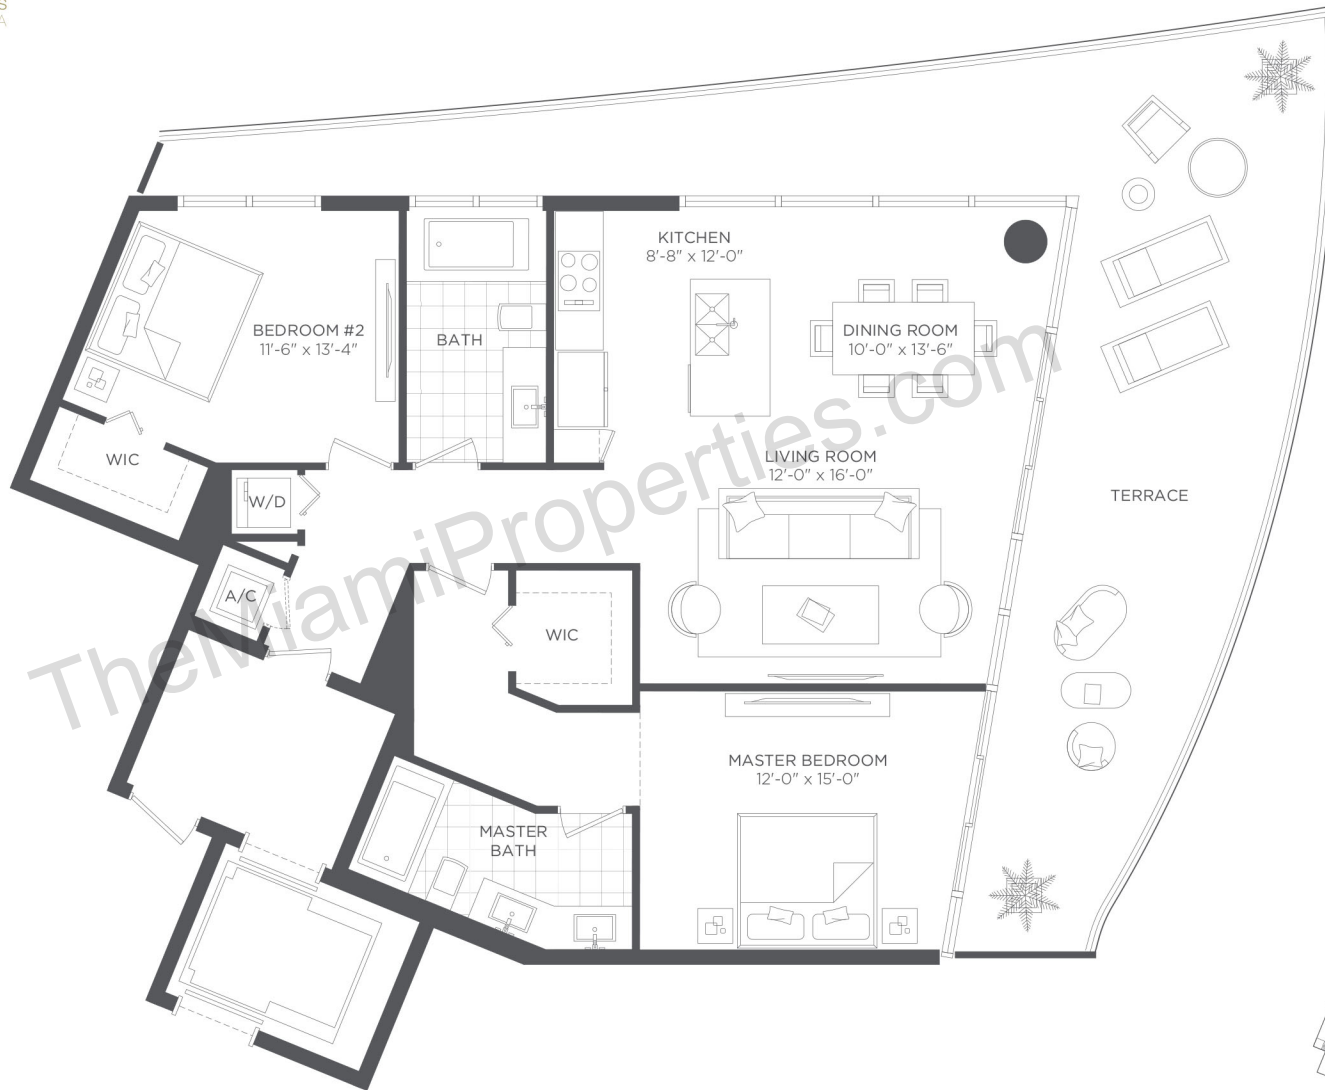 S
A
KITCHEN
8'-8" x 12'-0"
BEDROOM #2
11'-6" x 13'-4"
BATH
DINING ROOM
10'-0" x 13'-6"
WIC
LIVING ROOM
12'-0" x 16'-0"
W/D
TERRACE
A/C
WIC
MASTER BEDROOM
12'-0" x 15'-0"
MASTER
BATH
TheMiamiProperties.com